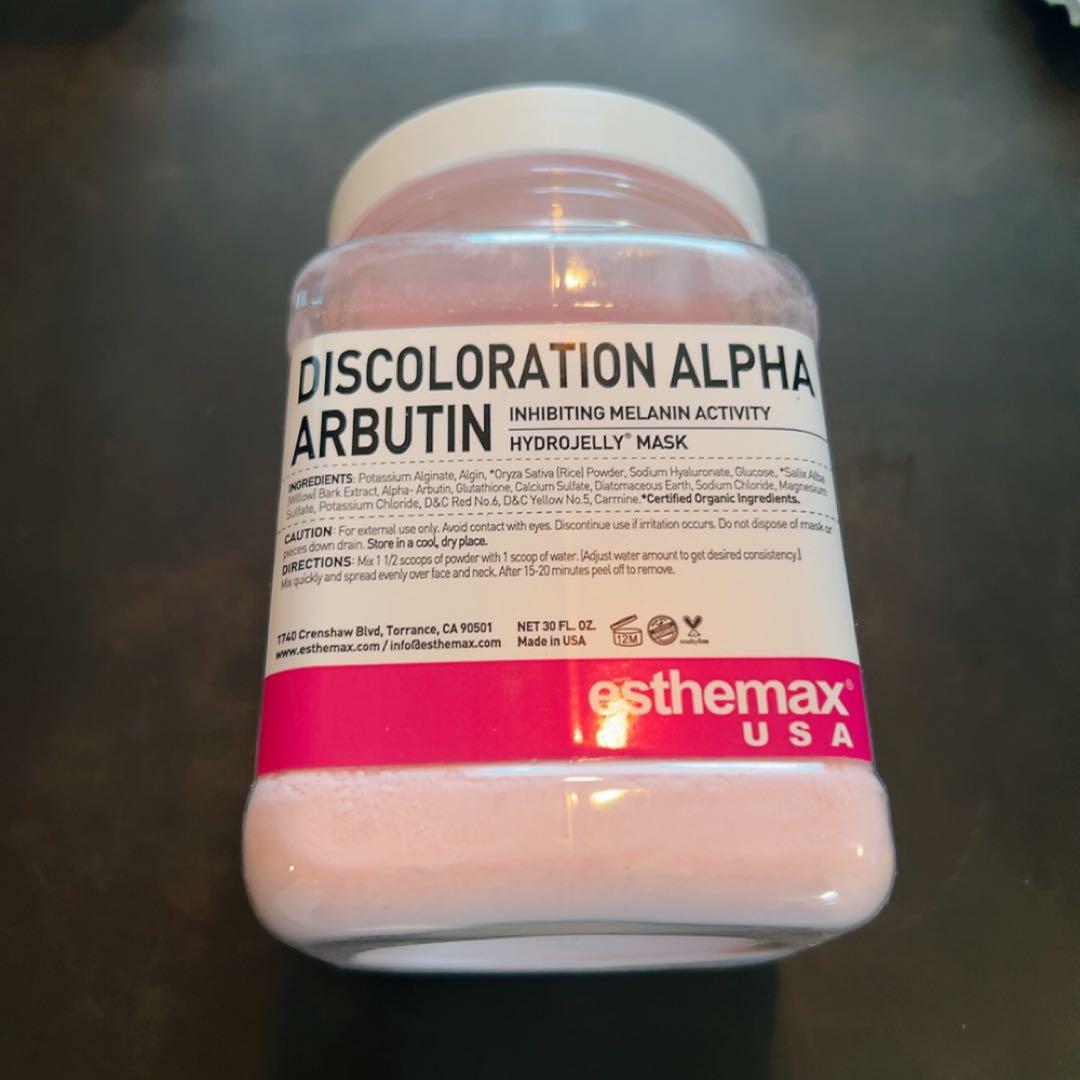 DISCOLORATION ALPHA
ARBUTIN
INHIBITING MELANIN ACTIVITY
HYDROJELLY® MASK
INGREDIENTS: Potassium Alginate, Algin, *Oryza Sativa (Rice) Powder, Sodium Hyaluronate, Glucose, *Salix Alba
(Willow) Bark Extract, Alpha- Arbutin, Glutathione, Calcium Sulfate, Diatomaceous Earth, Sodium Chloride, Magnesium
Sulfate, Potassium Chloride, D&C Red No.6, D&C Yellow No.5, Carmine.*Certified Organic Ingredients.
CAUTION: For external use only. Avoid contact with eyes. Discontinue use if irritation occurs. Do not dispose of mask or
pieces down drain. Store in a cool, dry place.
DIRECTIONS: Mix 1 1/2 scoops of powder with 1 scoop of water. (Adjust water amount to get desired consistency.)
Mix quickly and spread evenly over face and neck. After 15-20 minutes peel off to remove.
1740 Crenshaw Blvd, Torrance, CA 90501
www.esthemax.com / info@esthemax.com
NET 30 FL. OZ.
Made in USA
12M
cruelty free
esthemax®
USA